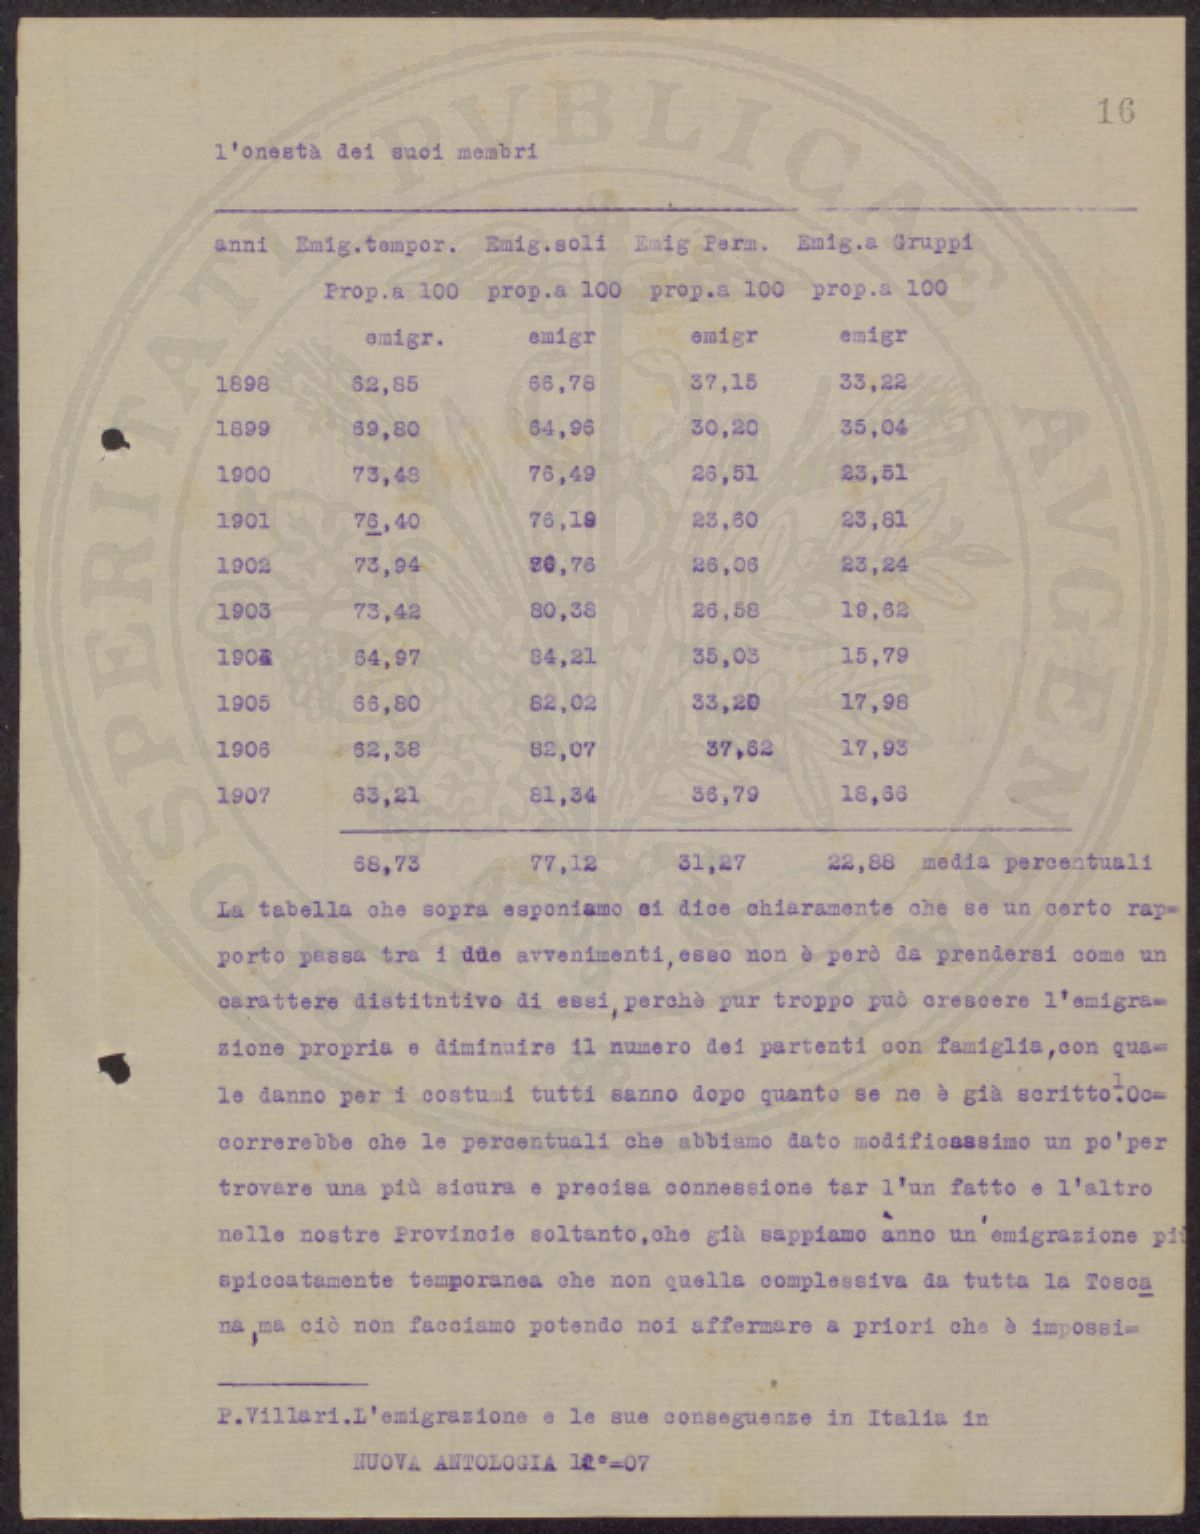 16
l'onestà dei suoi membri
anni Emig.tempor. Emig.soli Emig Perm. Emig.a Gruppi
Prop.a 100 prop.a 100 prop.a 100 prop.a 100
emigr. emigr emigr emigr
1898 62,85 66,78 37,15 33,22
1899 69,80 64,96 30,20 35,04
1900 73,48 76,49 26,51 23,51
1901 76,40 76,19 23,60 23,81
1902 73,94 76,76 26,06 23,24
1903 73,42 80,38 26,58 19,62
1904 64,97 84,21 35,03 15,79
1905 66,80 82,02 33,20 17,98
1906 62,38 82,07 37,62 17,93
1907 63,21 81,34 36,79 18,66
68,73 77,12 31,27 22,88 media percentuali
La tabella che sopra esponiamo ci dice chiaramente che se un certo rap=
porto passa tra i due avvenimenti,esso non è però da prendersi come un
carattere distitntivo di essi,perchè pur troppo può crescere l'emigra=
zione propria e diminuire il numero dei partenti con famiglia,con qua=
le danno per i costumi tutti sanno dopo quanto se ne è già scritto1.Oc=
correrebbe che le percentuali che abbiamo dato modificassimo un po'per
trovare una più sicura e precisa connessione tar l'un fatto e l'altro
nelle nostre Provincie soltanto,che già sappiamo ànno un'emigrazione più
spiccatamente temporanea che non quella complessiva da tutta la Tosca
na,ma ciò non facciamo potendo noi affermare a priori che è impossi=
P.Villari.L'emigrazione e le sue conseguenze in Italia in
NUOVA ANTOLOGIA =07
PROSPERITATI PUBLICAE AVGENDAE